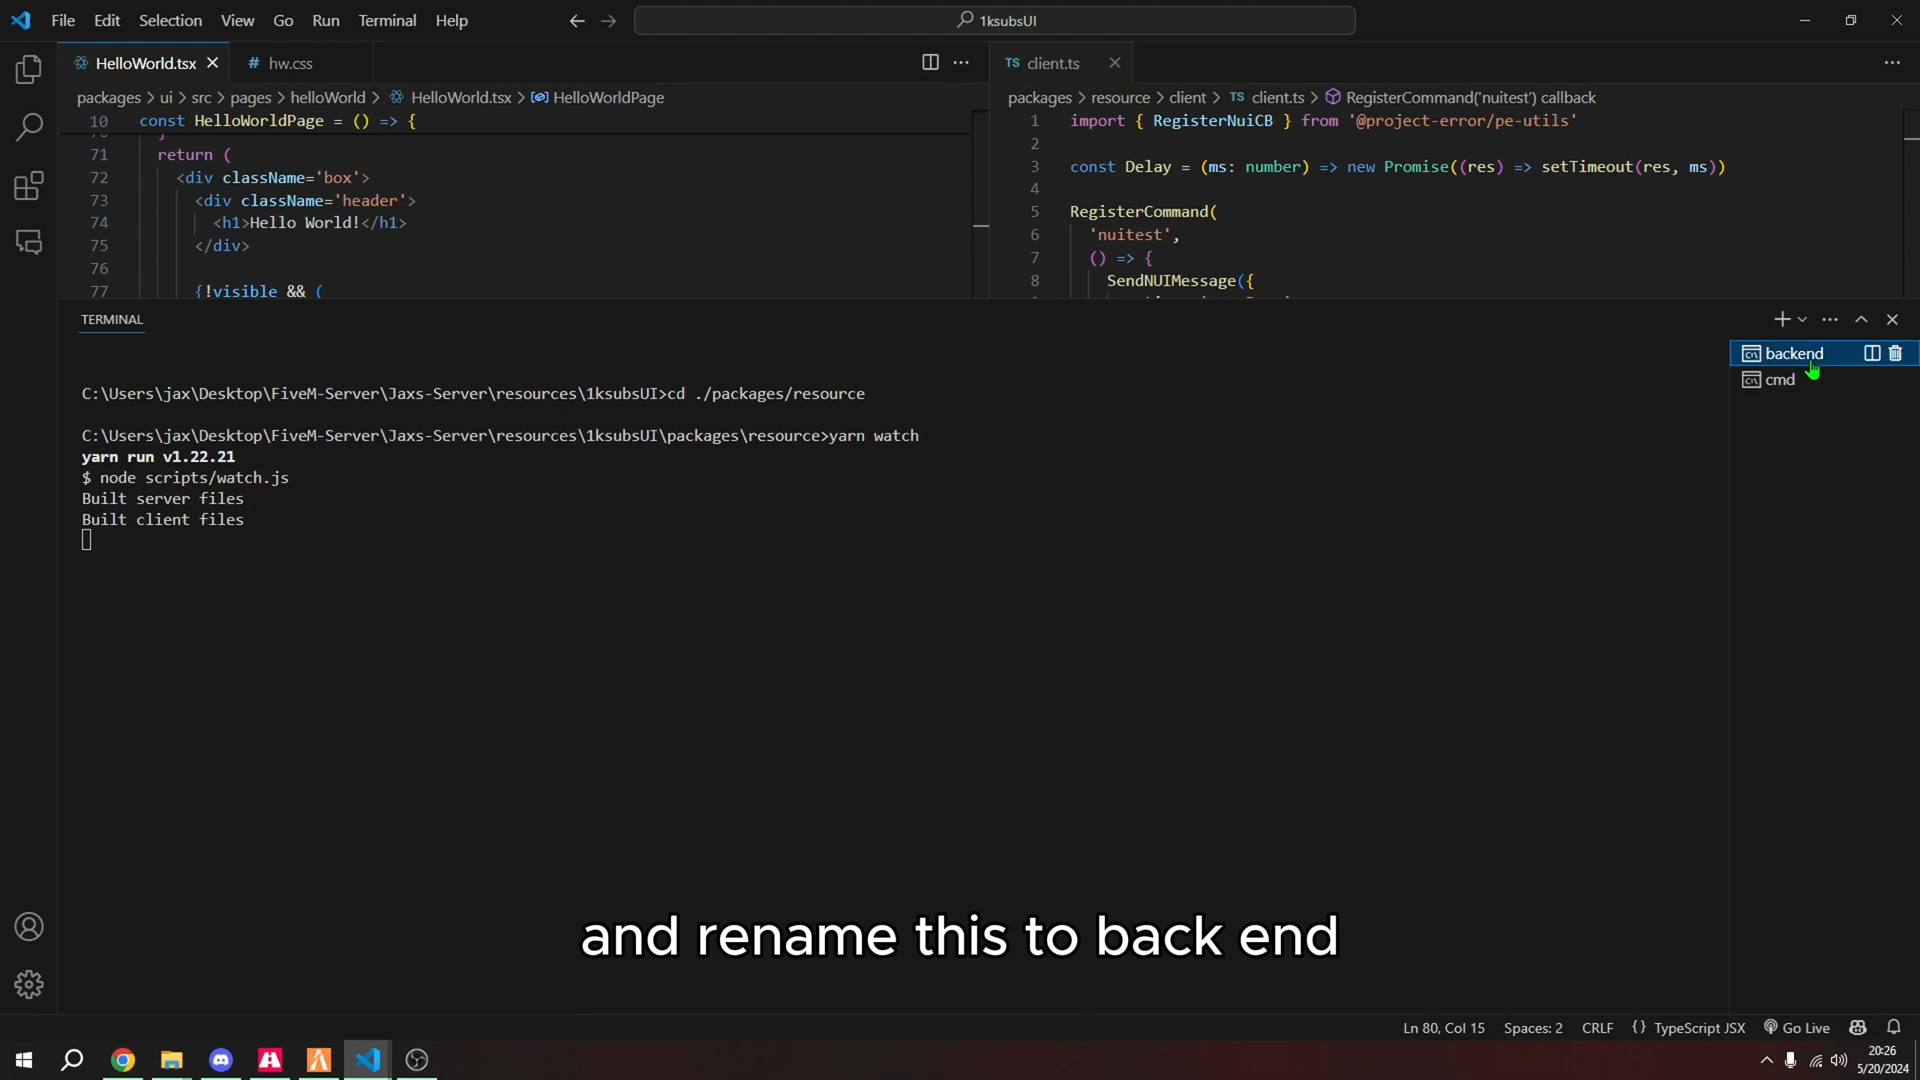 File Edit Selection View Go Run Terminal Help
1ksubsUI
HelloWorld.tsx
# hw.css
TS client.ts
packages > ui > src > pages > helloWorld > HelloWorld.tsx > HelloWorldPage
packages > resource > client > TS client.ts > RegisterCommand('nuitest') callback
10 const HelloWorldPage = () => {
71 return (
72 <div className='box'>
73 <div className='header'>
74 <h1>Hello World!</h1>
75 </div>
76
77 {!visible && (
1 import { RegisterNuiCB } from '@project-error/pe-utils'
2
3 const Delay = (ms: number) => new Promise((res) => setTimeout(res, ms))
4
5 RegisterCommand(
6 'nuitest',
7 () => {
8 SendNUIMessage({
TERMINAL
backend
cmd
C:\Users\jax\Desktop\FiveM-Server\Jaxs-Server\resources\1ksubsUI>cd ./packages/resource
C:\Users\jax\Desktop\FiveM-Server\Jaxs-Server\resources\1ksubsUI\packages\resource>yarn watch
yarn run v1.22.21
$ node scripts/watch.js
Built server files
Built client files
and rename this to back end
Ln 80, Col 15 Spaces: 2 CRLF {} TypeScript JSX Go Live
20:26
5/20/2024